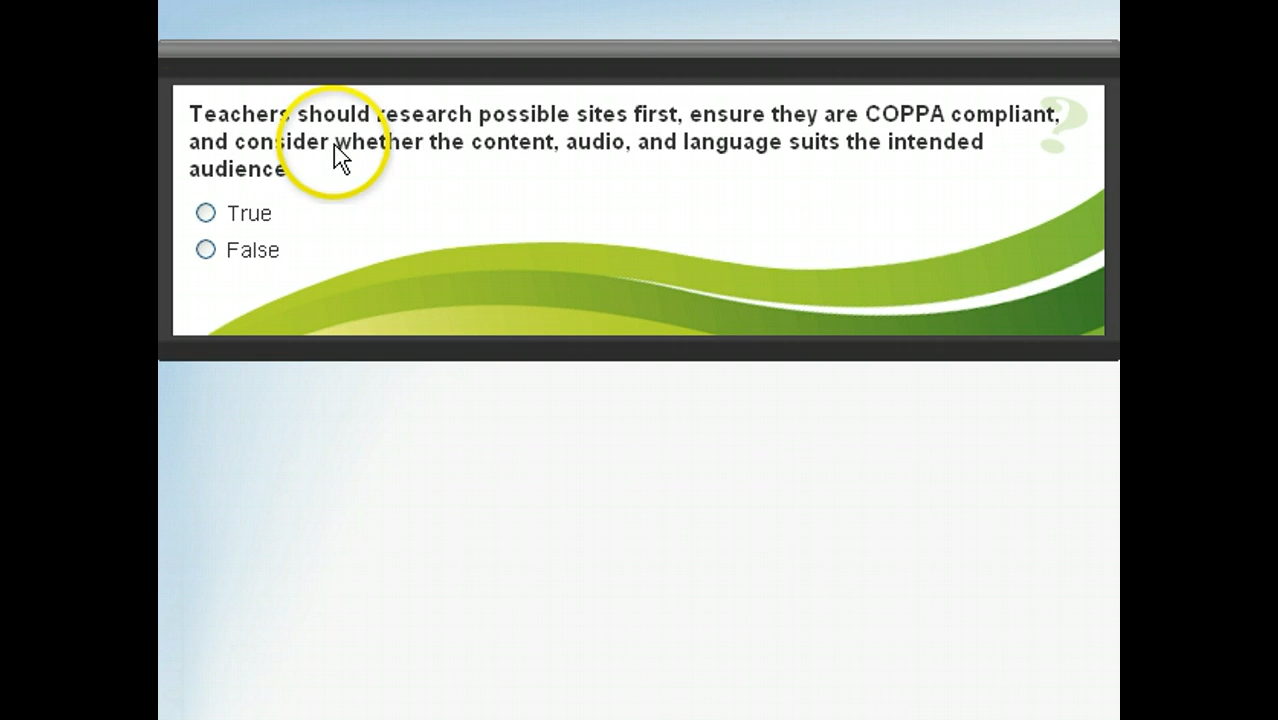 Teachers should research possible sites first, ensure they are COPPA compliant,
and consider whether the content, audio, and language suits the intended
audience
True
False
?